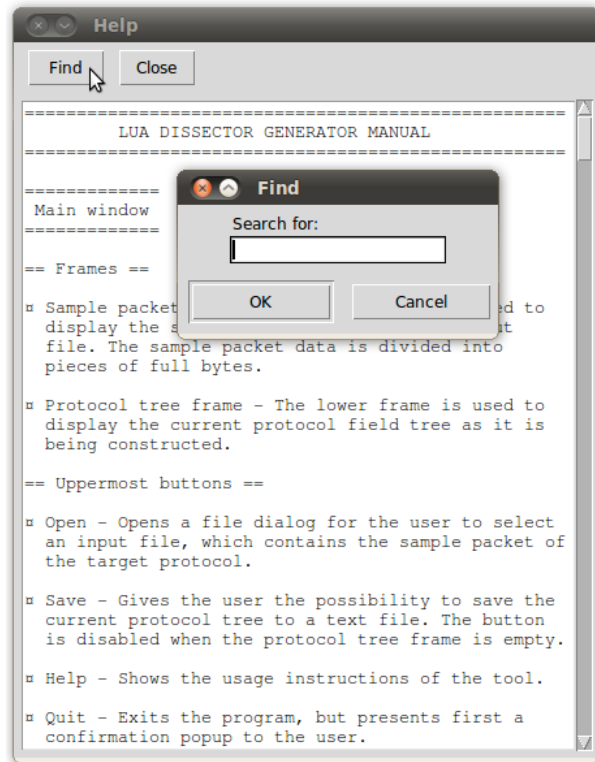 Help
Find Close
=====================================================
LUA DISSECTOR GENERATOR MANUAL
=====================================================
Find
Search for:
OK Cancel
=============
Main window
=============
== Frames ==
¤ Sample packet ed to
display the s t
file. The sample packet data is divided into
pieces of full bytes.
¤ Protocol tree frame - The lower frame is used to
display the current protocol field tree as it is
being constructed.
== Uppermost buttons ==
¤ Open - Opens a file dialog for the user to select
an input file, which contains the sample packet of
the target protocol.
¤ Save - Gives the user the possibility to save the
current protocol tree to a text file. The button
is disabled when the protocol tree frame is empty.
¤ Help - Shows the usage instructions of the tool.
¤ Quit - Exits the program, but presents first a
confirmation popup to the user.